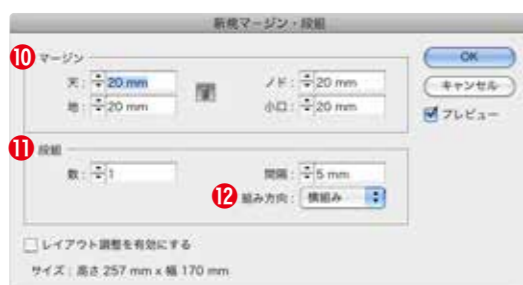 新規マージン・段組
⑩ マージン
天: 20 mm ノド: 20 mm
地: 20 mm 小口: 20 mm
OK
キャンセル
プレビュー
⑪ 段組
数: 1 間隔: 5 mm
⑫ 組み方向: 横組み
レイアウト調整を有効にする
サイズ: 高さ 257 mm x 幅 170 mm